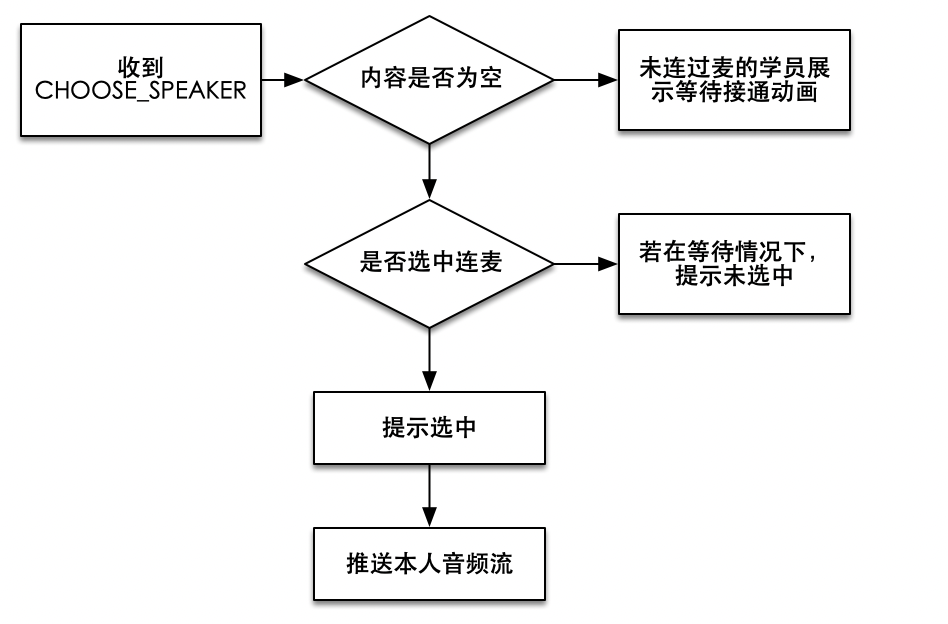 收到
CHOOSE_SPEAKER
内容是否为空
未连过麦的学员展
示等待接通动画
是否选中连麦
若在等待情况下，
提示未选中
提示选中
推送本人音频流